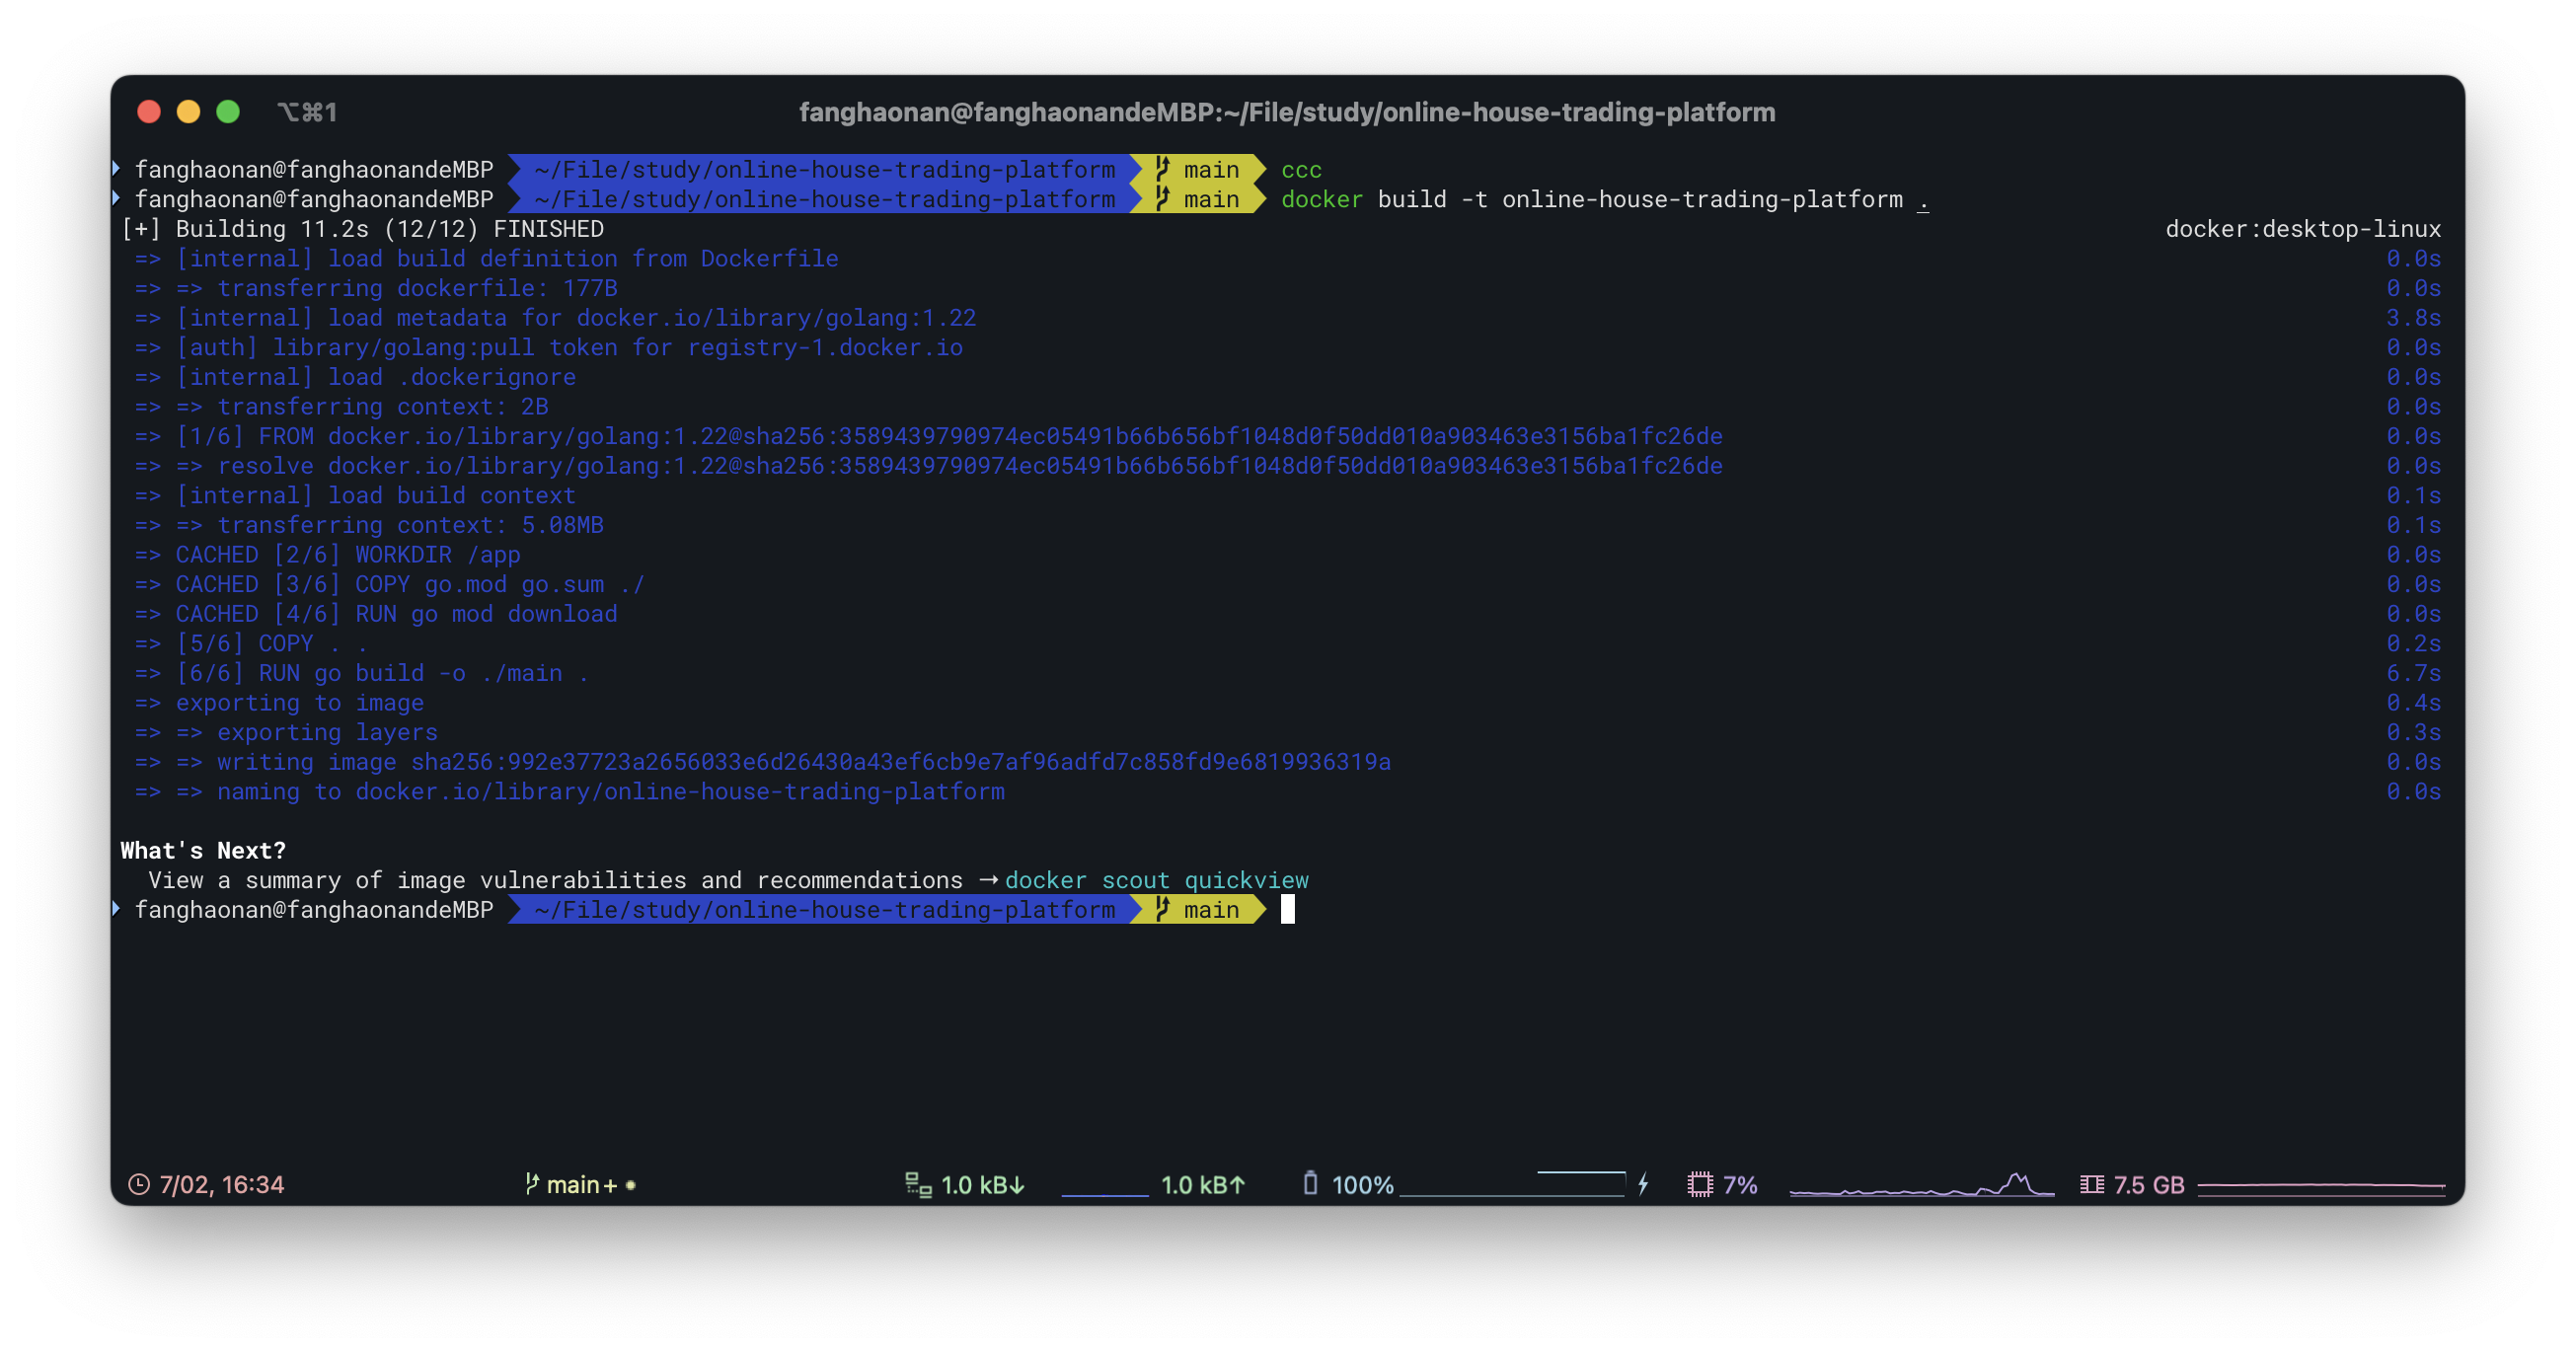 ⌥⌘1 fanghaonan@fanghaonandeMBP:~/File/study/online-house-trading-platform
fanghaonan@fanghaonandeMBP ~/File/study/online-house-trading-platform main ccc
fanghaonan@fanghaonandeMBP ~/File/study/online-house-trading-platform main docker build -t online-house-trading-platform .
[+] Building 11.2s (12/12) FINISHED docker:desktop-linux
=> [internal] load build definition from Dockerfile 0.0s
=> => transferring dockerfile: 177B 0.0s
=> [internal] load metadata for docker.io/library/golang:1.22 3.8s
=> [auth] library/golang:pull token for registry-1.docker.io 0.0s
=> [internal] load .dockerignore 0.0s
=> => transferring context: 2B 0.0s
=> [1/6] FROM docker.io/library/golang:1.22@sha256:3589439790974ec05491b66b656bf1048d0f50dd010a903463e3156ba1fc26de 0.0s
=> => resolve docker.io/library/golang:1.22@sha256:3589439790974ec05491b66b656bf1048d0f50dd010a903463e3156ba1fc26de 0.0s
=> [internal] load build context 0.1s
=> => transferring context: 5.08MB 0.1s
=> CACHED [2/6] WORKDIR /app 0.0s
=> CACHED [3/6] COPY go.mod go.sum ./ 0.0s
=> CACHED [4/6] RUN go mod download 0.0s
=> [5/6] COPY . . 0.2s
=> [6/6] RUN go build -o ./main . 6.7s
=> exporting to image 0.4s
=> => exporting layers 0.3s
=> => writing image sha256:992e37723a2656033e6d26430a43ef6cb9e7af96adfd7c858fd9e6819936319a 0.0s
=> => naming to docker.io/library/online-house-trading-platform 0.0s
What's Next?
View a summary of image vulnerabilities and recommendations → docker scout quickview
fanghaonan@fanghaonandeMBP ~/File/study/online-house-trading-platform main
7/02, 16:34 main+ ● 1.0 kB↓ 1.0 kB↑ 100% 7% 7.5 GB